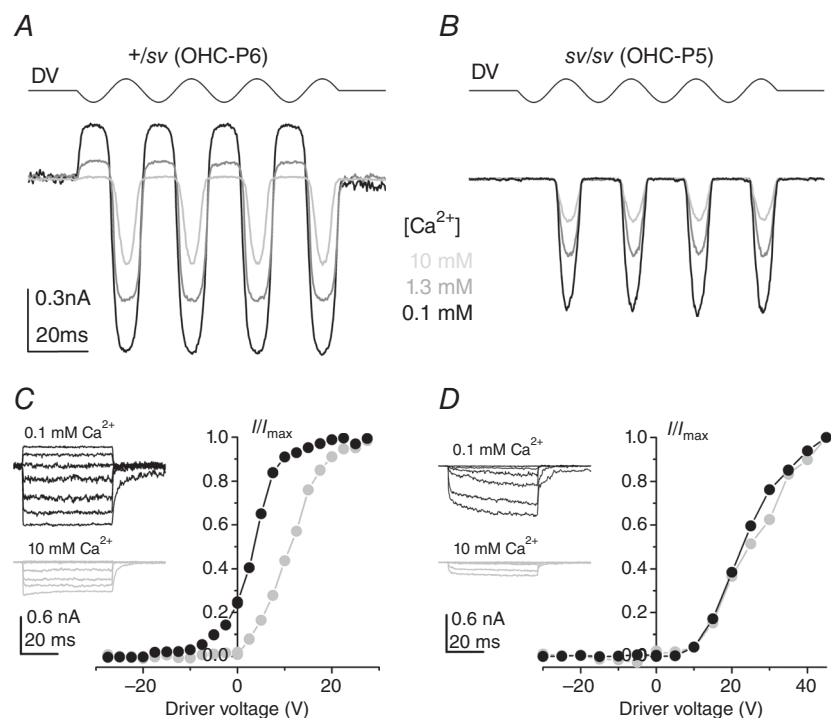 A
+/sv (OHC-P6)
DV
0.3nA
20ms
B
sv/sv (OHC-P5)
DV
[Ca2+]
10 mM
1.3 mM
0.1 mM
C
0.1 mM Ca2+
10 mM Ca2+
0.6 nA
20 ms
I/Imax
1.0
0.8
0.6
0.4
0.2
0.0
−20
0
20
Driver voltage (V)
D
0.1 mM Ca2+
10 mM Ca2+
0.6 nA
20 ms
I/Imax
1.0
0.8
0.6
0.4
0.2
0.0
−20
0
20
40
Driver voltage (V)